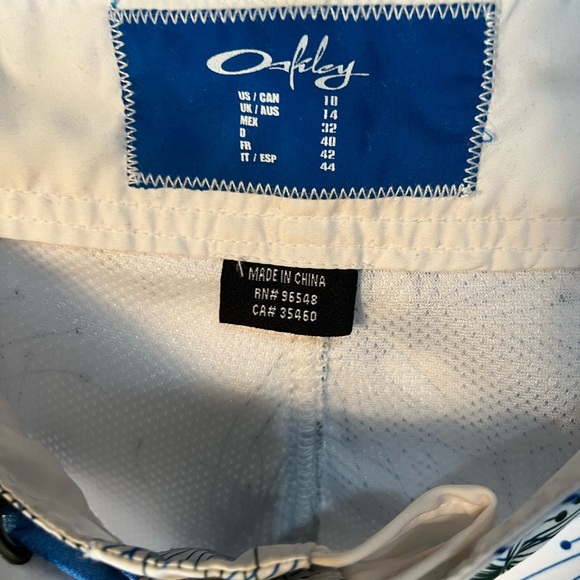 Oakley
US / CAN 10
UK / AUS 14
MEX 32
D 40
FR 42
IT / ESP 44
MADE IN CHINA
RN# 96548
CA# 35460